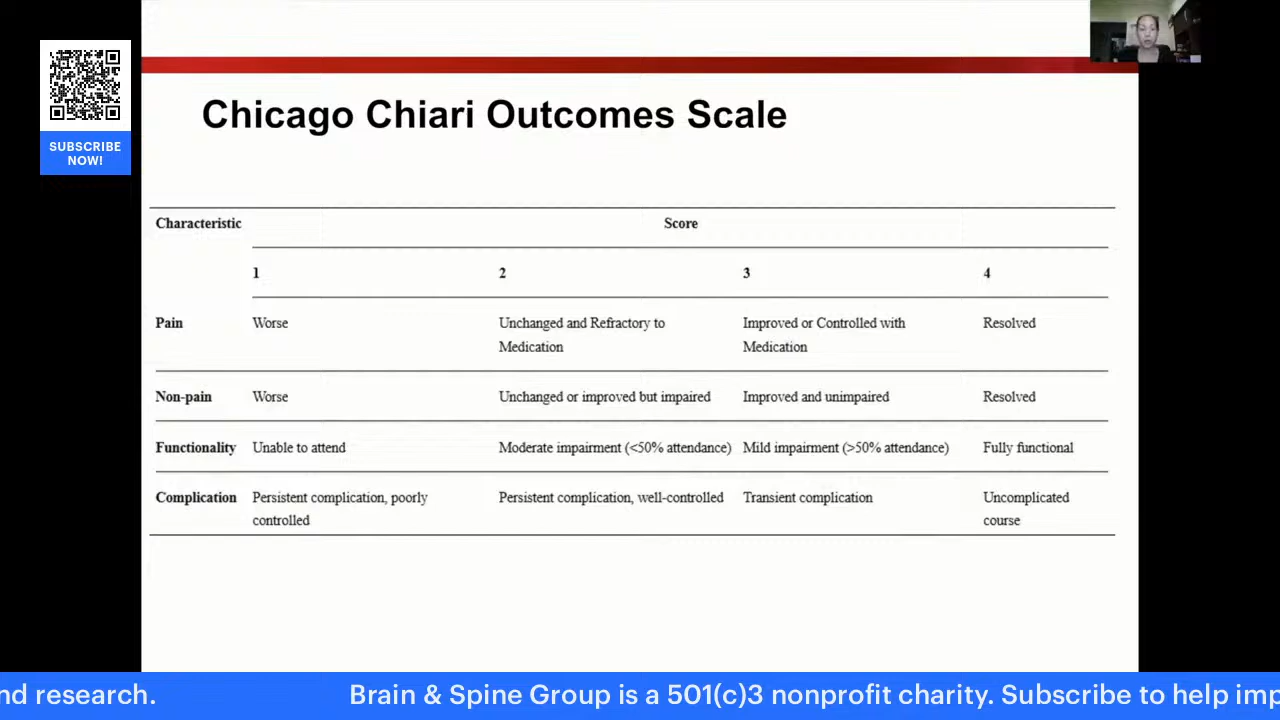 SUBSCRIBE
NOW!
Chicago Chiari Outcomes Scale
Characteristic Score
1 2 3 4
Pain Worse Unchanged and Refractory to Improved or Controlled with Resolved
Medication Medication
Non-pain Worse Unchanged or improved but impaired Improved and unimpaired Resolved
Functionality Unable to attend Moderate impairment (<50% attendance) Mild impairment (>50% attendance) Fully functional
Complication Persistent complication, poorly Persistent complication, well-controlled Transient complication Uncomplicated
controlled course
nd research. Brain & Spine Group is a 501(c)3 nonprofit charity. Subscribe to help imp